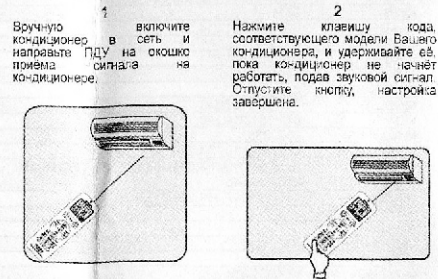 1
Вручную включите
кондиционер в сеть и
направьте ПДУ на окошко
приёма сигнала на
кондиционере.
2
Нажмите клавишу кода,
соответствующего модели Вашего
кондиционера, и удерживайте её,
пока кондиционер не начнёт
работать, подав звуковой сигнал.
Отпустите кнопку, настройка
завершена.